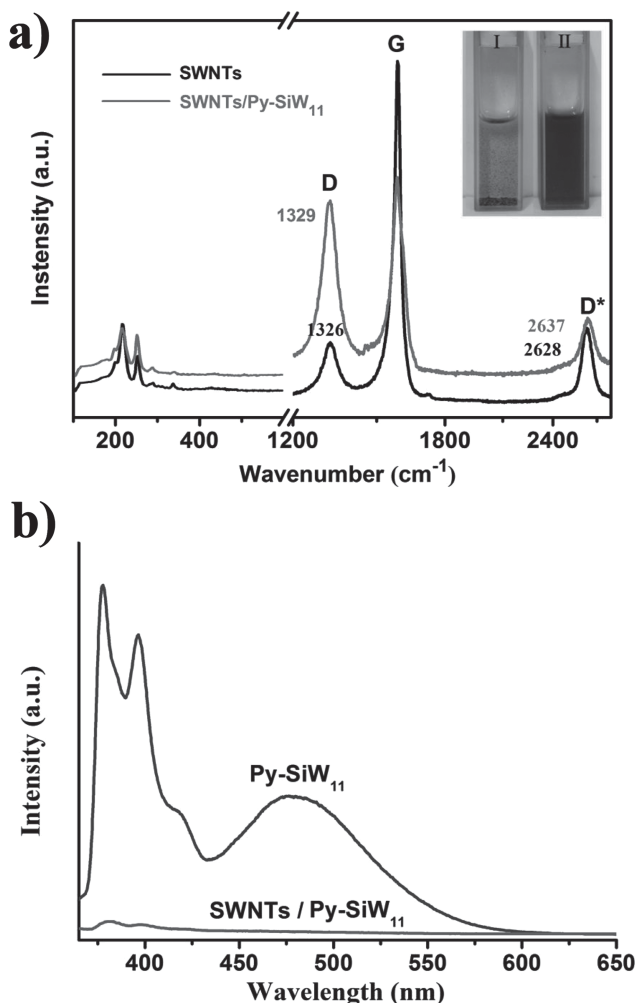 a)
SWNTs
SWNTs/Py-SiW11
D
G
D*
I
II
1329
1326
2637
2628
Instensity (a.u.)
200
400
1200
1800
2400
Wavenumber (cm-1)
b)
Py-SiW11
SWNTs / Py-SiW11
Intensity (a.u.)
400
450
500
550
600
650
Wavelength (nm)